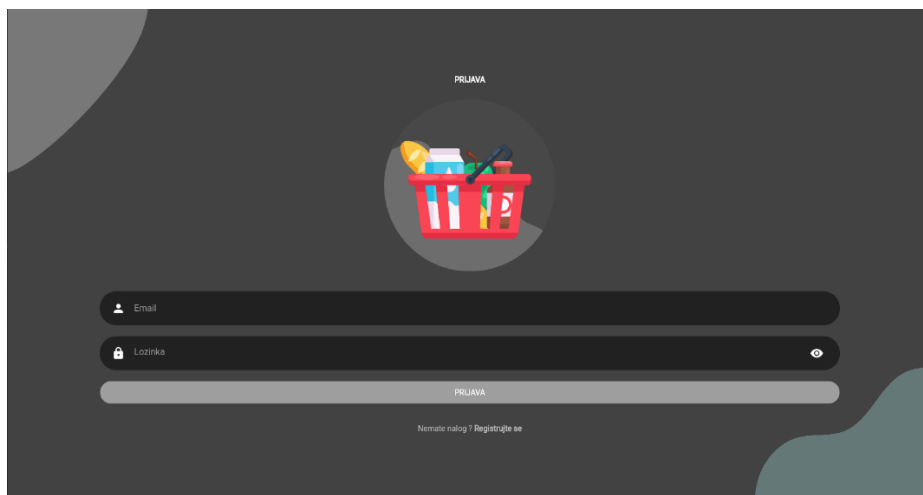 PRIJAVA
Email
Lozinka
PRIJAVA
Nemate nalog ? Registrujte se